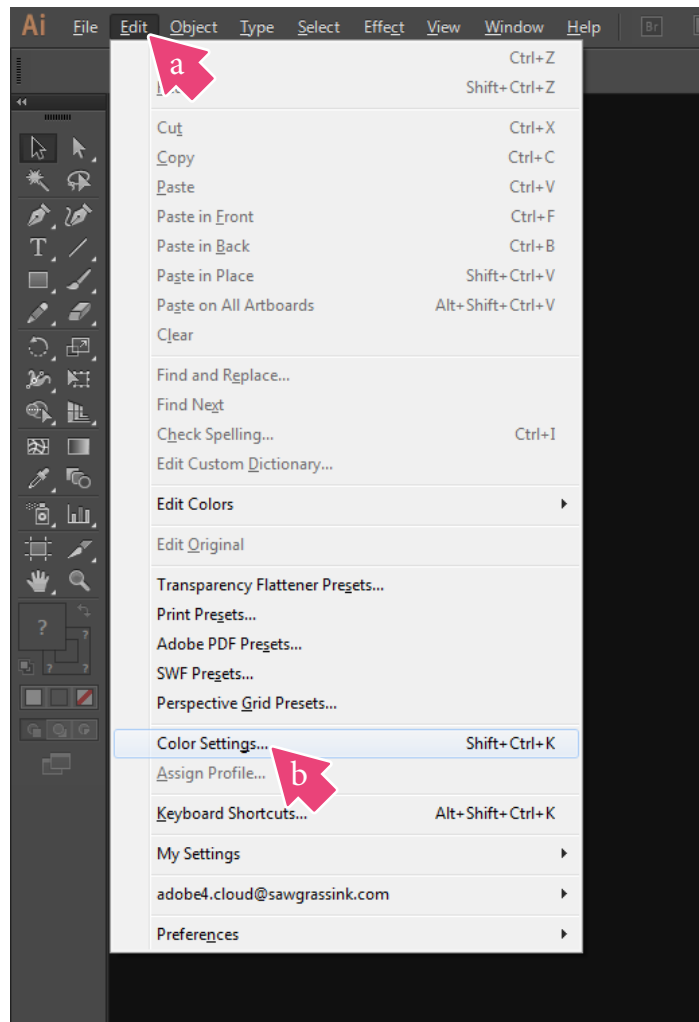 Ai File Edit Object Type Select Effect View Window Help Br
a
Ctrl+Z
Shift+Ctrl+Z
Cut Ctrl+X
Copy Ctrl+C
Paste Ctrl+V
Paste in Front Ctrl+F
Paste in Back Ctrl+B
Paste in Place Shift+Ctrl+V
Paste on All Artboards Alt+Shift+Ctrl+V
Clear
Find and Replace...
Find Next
Check Spelling... Ctrl+I
Edit Custom Dictionary...
Edit Colors
Edit Original
Transparency Flattener Presets...
Print Presets...
Adobe PDF Presets...
SWF Presets...
Perspective Grid Presets...
Color Settings... Shift+Ctrl+K
b
Assign Profile...
Keyboard Shortcuts... Alt+Shift+Ctrl+K
My Settings
adobe4.cloud@sawgrassink.com
Preferences